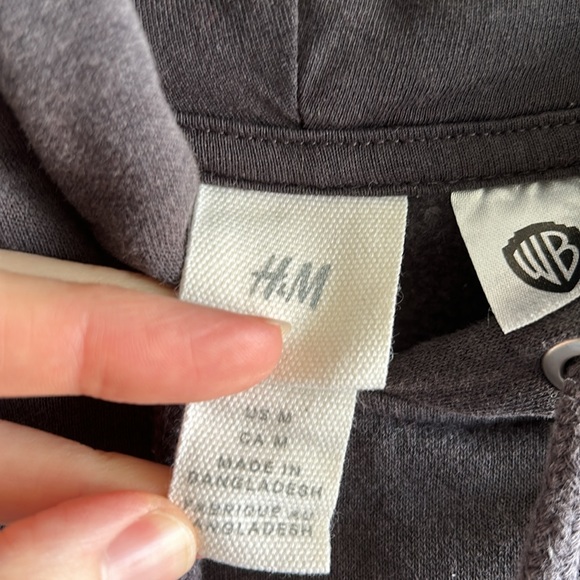 H&M
WB
US M
CA M
MADE IN
BANGLADESH
FABRIQUE AU
BANGLADESH